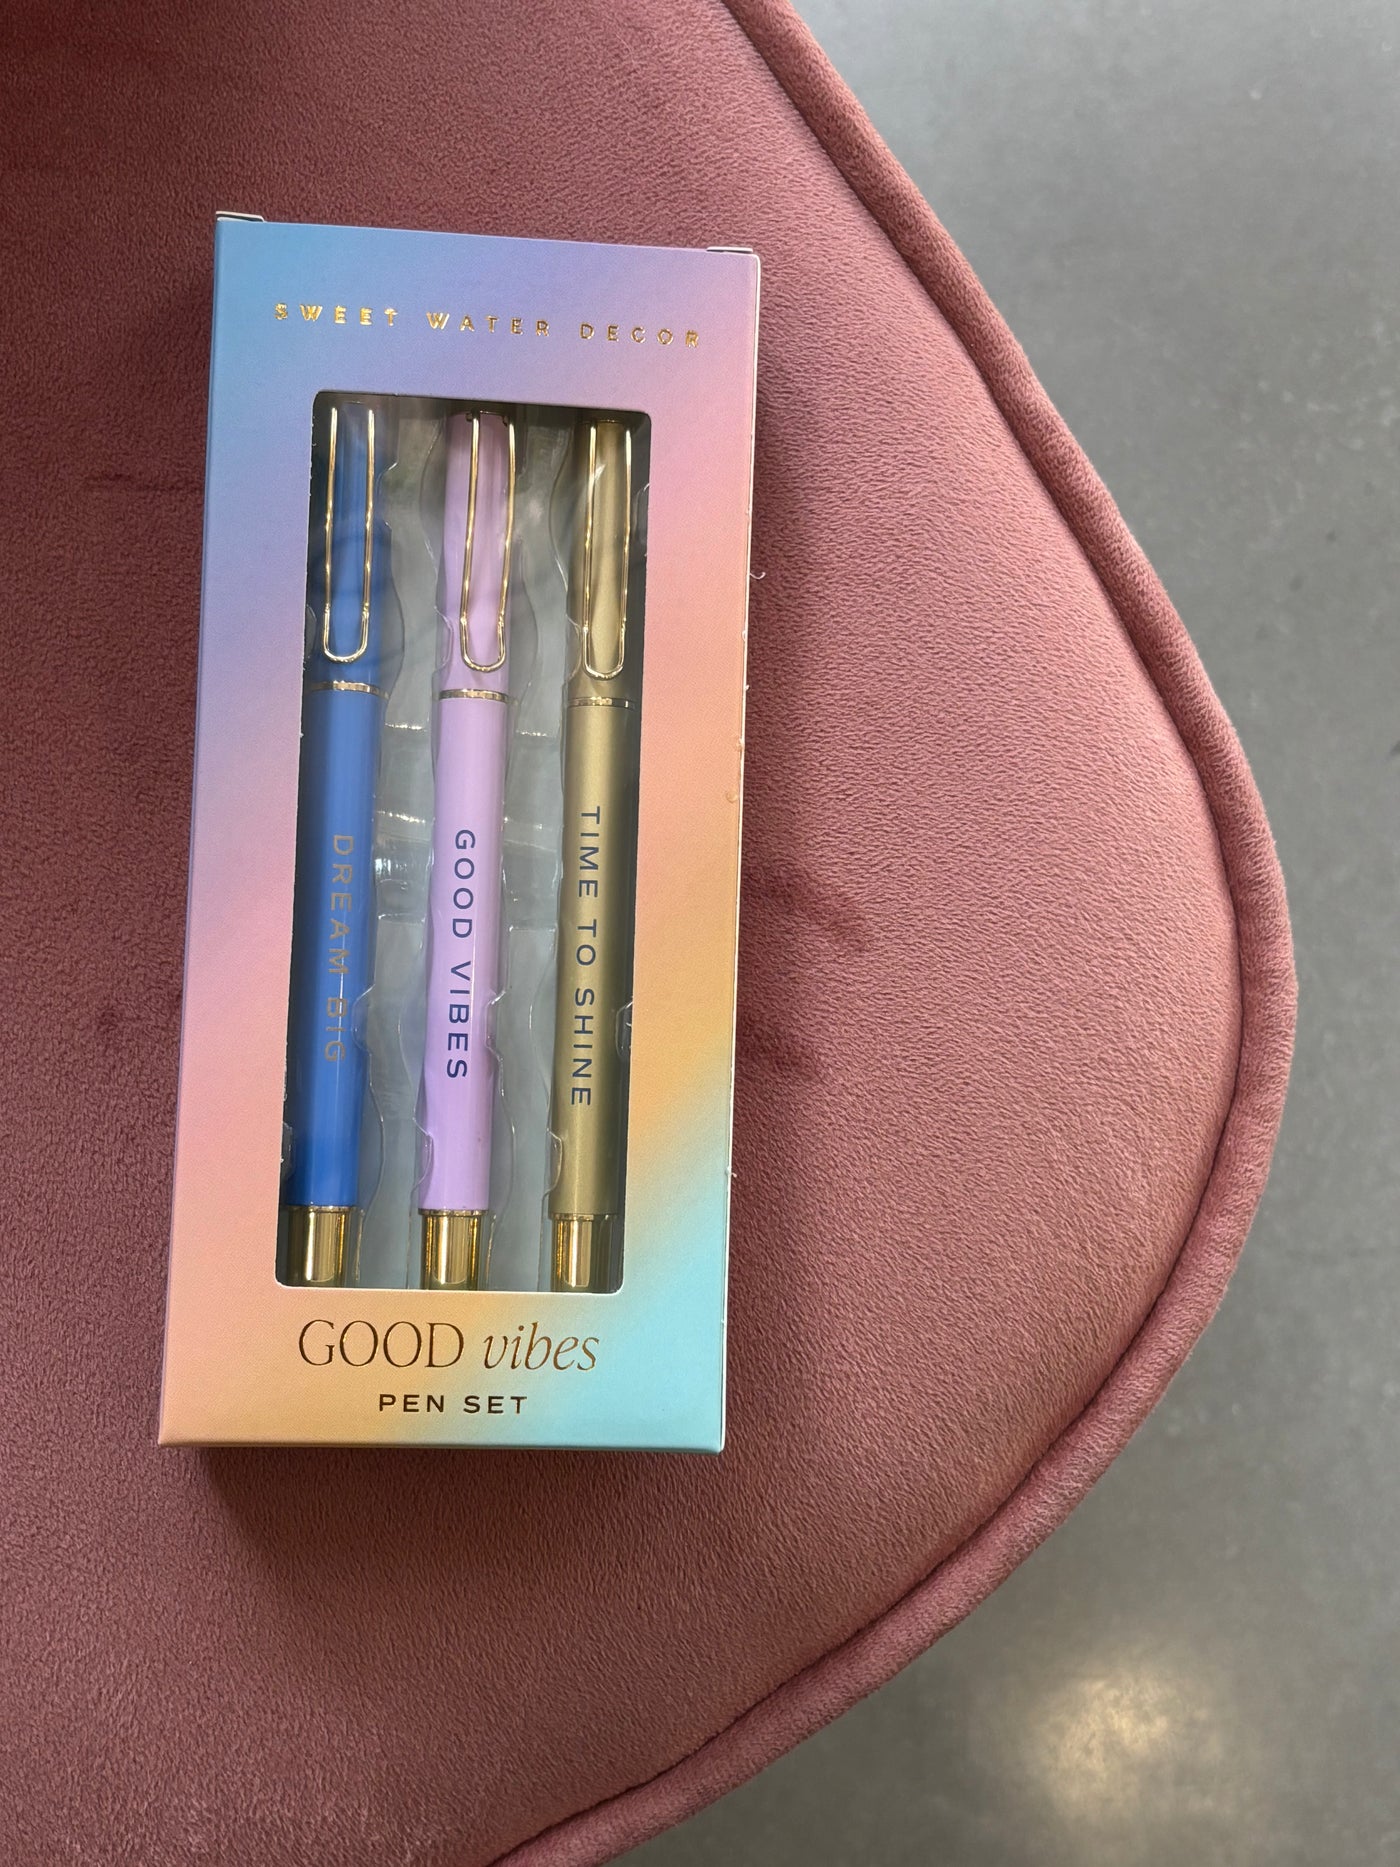 SWEET WATER DECOR
DREAM BIG
GOOD VIBES
TIME TO SHINE
GOOD vibes
PEN SET